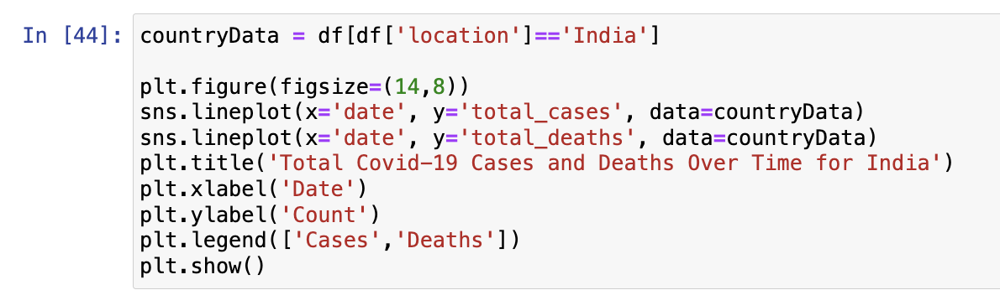 In [44]: countryData = df[df['location']=='India']
plt.figure(figsize=(14,8))
sns.lineplot(x='date', y='total_cases', data=countryData)
sns.lineplot(x='date', y='total_deaths', data=countryData)
plt.title('Total Covid-19 Cases and Deaths Over Time for India')
plt.xlabel('Date')
plt.ylabel('Count')
plt.legend(['Cases','Deaths'])
plt.show()